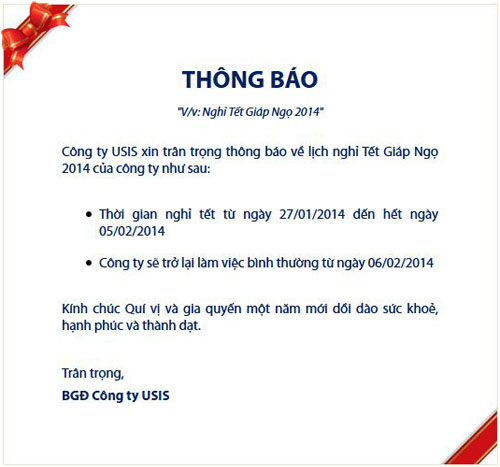 THÔNG BÁO
"V/v: Nghỉ Tết Giáp Ngọ 2014"
Công ty USIS xin trân trọng thông báo về lịch nghỉ Tết Giáp Ngọ
2014 của công ty như sau:
• Thời gian nghỉ tết từ ngày 27/01/2014 đến hết ngày
05/02/2014
• Công ty sẽ trở lại làm việc bình thường từ ngày 06/02/2014
Kính chúc Quí vị và gia quyến một năm mới dồi dào sức khoẻ,
hạnh phúc và thành đạt.
Trân trọng,
BGĐ Công ty USIS